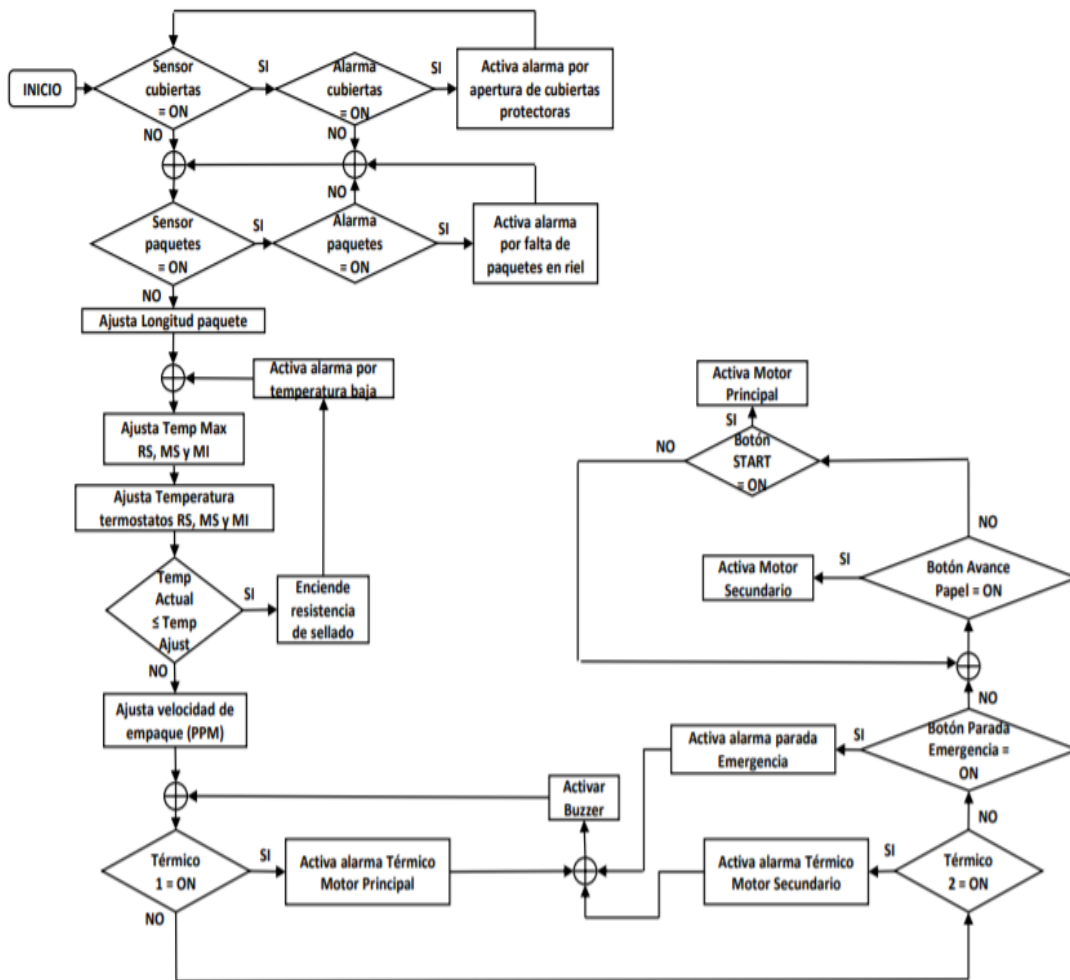 INICIO
Sensor
cubiertas
= ON
SI
NO
Alarma
cubiertas
= ON
SI
NO
Activa alarma por
apertura de cubiertas
protectoras
Sensor
paquetes
= ON
SI
NO
Alarma
paquetes
= ON
SI
NO
Activa alarma
por falta de
paquetes en riel
Ajusta Longitud paquete
Activa alarma por
temperatura baja
Ajusta Temp Max
RS, MS y MI
Ajusta Temperatura
termostatos RS, MS y MI
Temp
Actual
≤ Temp
Ajust
SI
NO
Enciende
resistencia
de sellado
Ajusta velocidad de
empaque (PPM)
Térmico
1 = ON
SI
NO
Activa alarma Térmico
Motor Principal
Activar
Buzzer
Activa alarma Térmico
Motor Secundario
SI
Térmico
2 = ON
NO
Activa alarma parada
Emergencia
SI
Botón Parada
Emergencia =
ON
NO
Activa Motor
Secundario
SI
Botón Avance
Papel = ON
NO
Activa Motor
Principal
SI
NO
Botón
START
= ON